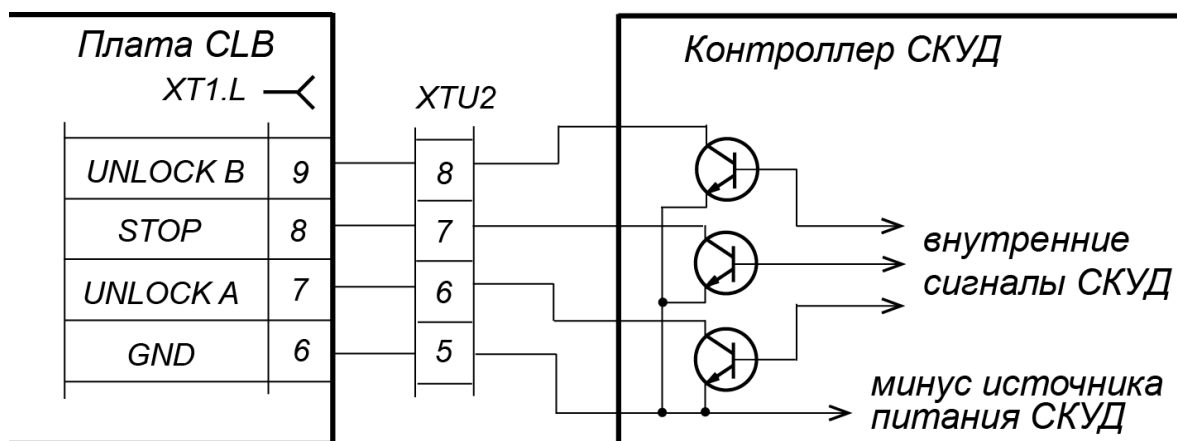 Плата CLB
XT1.L
XTU2
Контроллер СКУД
UNLOCK B 9 8
STOP 8 7
UNLOCK A 7 6
GND 6 5
внутренние
сигналы СКУД
минус источника
питания СКУД